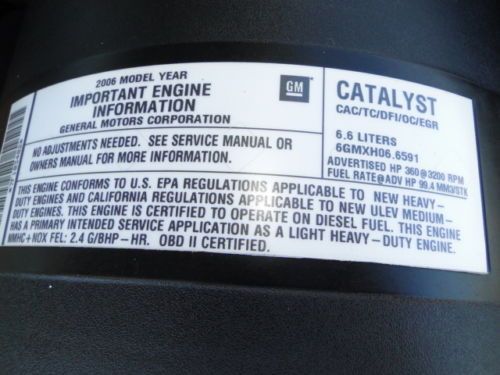 2006 MODEL YEAR
IMPORTANT ENGINE
INFORMATION
GENERAL MOTORS CORPORATION
GM
CATALYST
CAC/TC/DFI/OC/EGR
NO ADJUSTMENTS NEEDED. SEE SERVICE MANUAL OR
OWNERS MANUAL FOR MORE INFORMATION.
6.6 LITERS
6GMXH06.6591
ADVERTISED HP 360@3200 RPM
FUEL RATE@ADV HP 99.4 MM3/STK
THIS ENGINE CONFORMS TO U.S. EPA REGULATIONS APPLICABLE TO NEW HEAVY-
DUTY ENGINES AND CALIFORNIA REGULATIONS APPLICABLE TO NEW ULEV MEDIUM-
DUTY ENGINES. THIS ENGINE IS CERTIFIED TO OPERATE ON DIESEL FUEL. THIS ENGINE
HAS A PRIMARY INTENDED SERVICE APPLICATION AS A LIGHT HEAVY-DUTY ENGINE.
NMHC+NOX FEL: 2.4 G/BHP-HR. OBD II CERTIFIED.